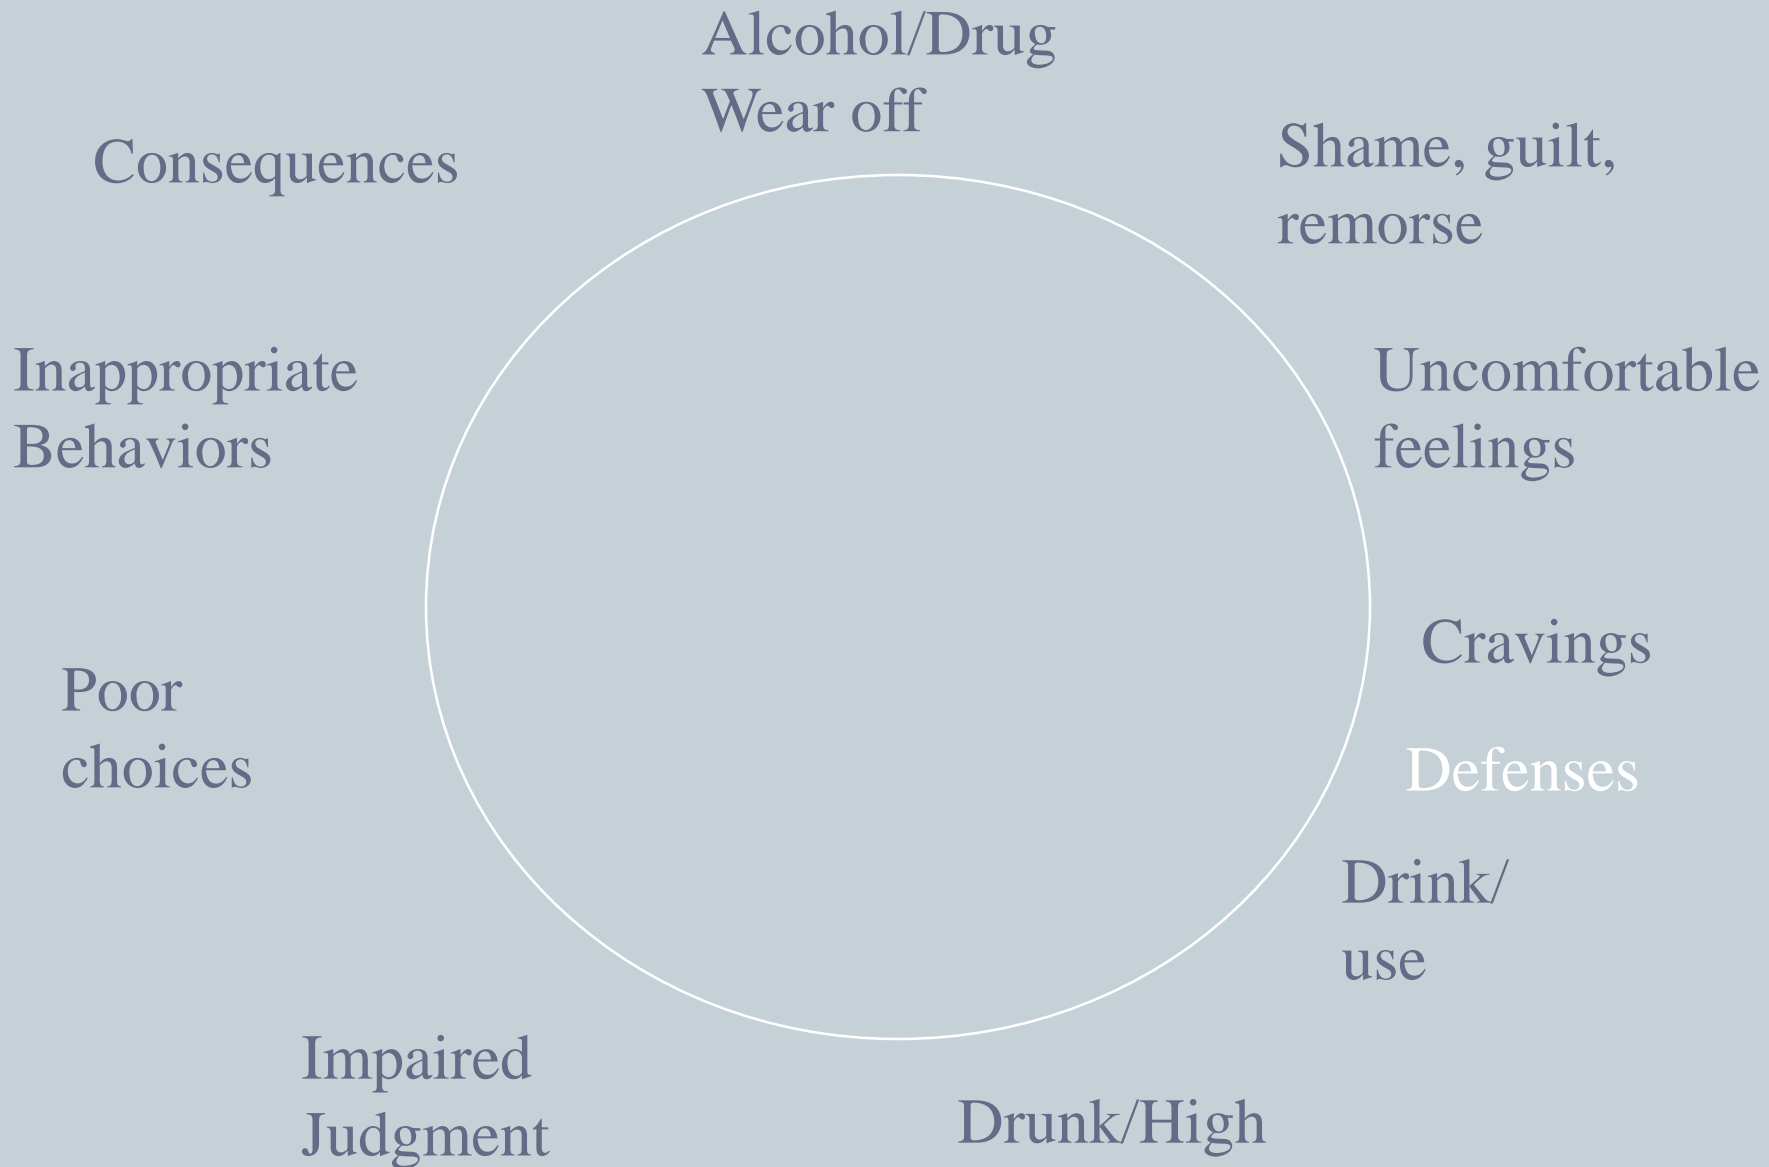 Alcohol/Drug
Wear off
Shame, guilt,
remorse
Uncomfortable
feelings
Cravings
Defenses
Drink/
use
Drunk/High
Impaired
Judgment
Poor
choices
Inappropriate
Behaviors
Consequences